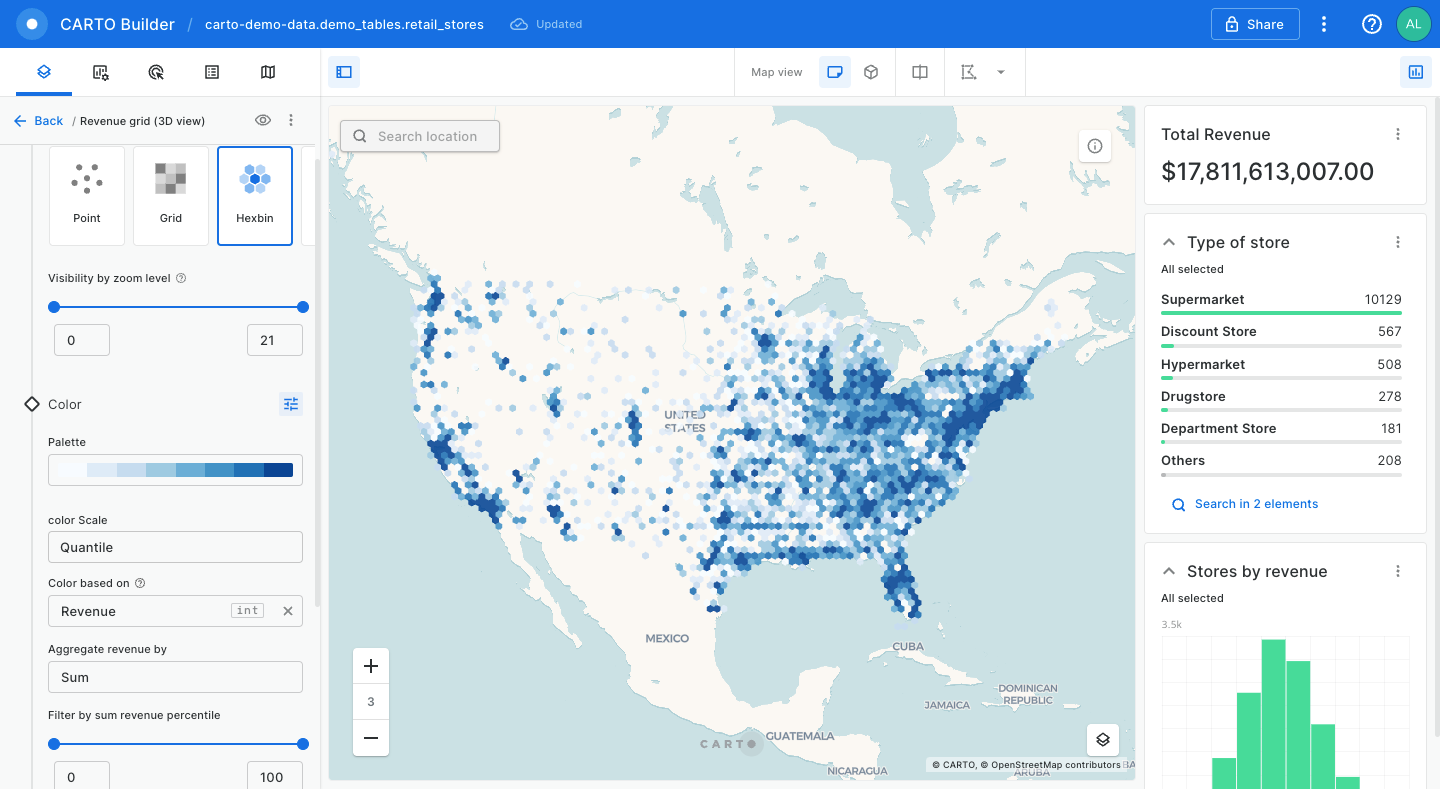 CARTO Builder / carto-demo-data.demo_tables.retail_stores Updated Share AL
Map view
Back / Revenue grid (3D view)
Point Grid Hexbin
Visibility by zoom level
0 21
Color
Palette
color Scale
Quantile
Color based on
Revenue int
Aggregate revenue by
Sum
Filter by sum revenue percentile
0 100
Search location
UNITED
STATES
MEXICO
CUBA
DOMINICAN
REPUBLIC
JAMAICA
GUATEMALA
NICARAGUA
ARUBA
3
CARTO
© CARTO, © OpenStreetMap contributors
Total Revenue
$17,811,613,007.00
Type of store
All selected
Supermarket 10129
Discount Store 567
Hypermarket 508
Drugstore 278
Department Store 181
Others 208
Search in 2 elements
Stores by revenue
All selected
3.5k